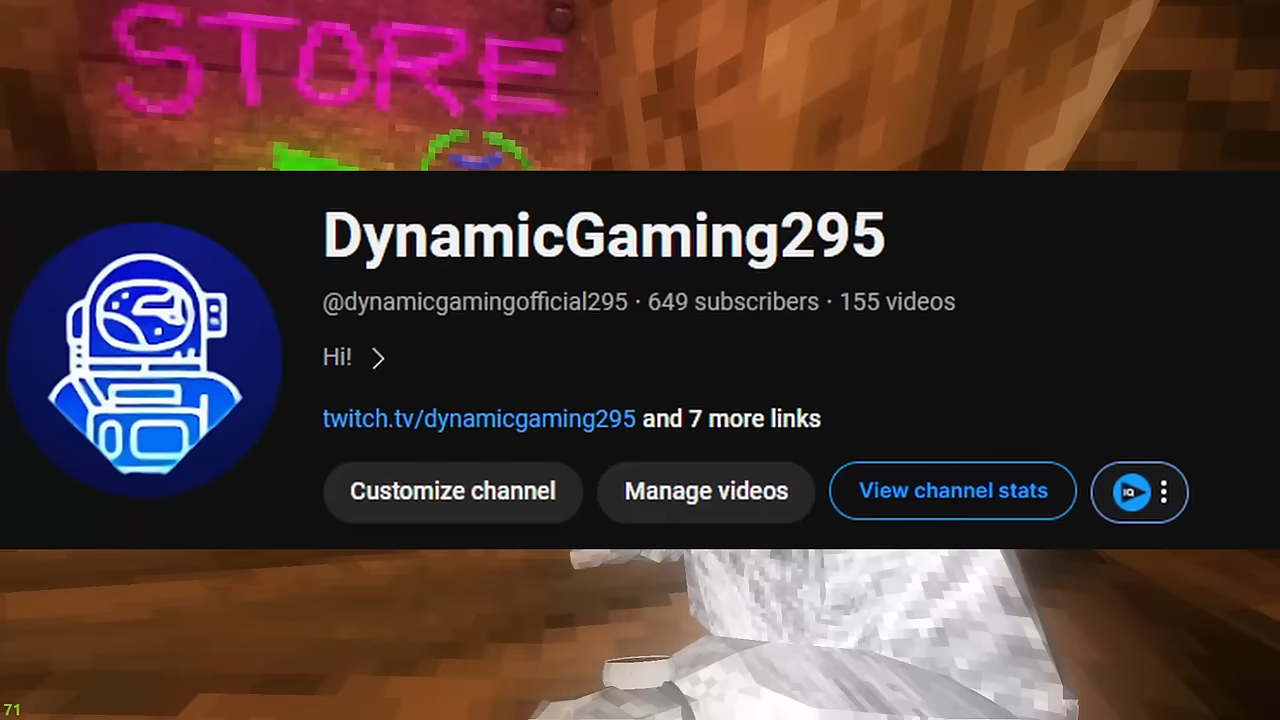 STORE
DynamicGaming295
@dynamicgamingofficial295 · 649 subscribers · 155 videos
Hi!
twitch.tv/dynamicgaming295 and 7 more links
Customize channel
Manage videos
View channel stats
IQ
71